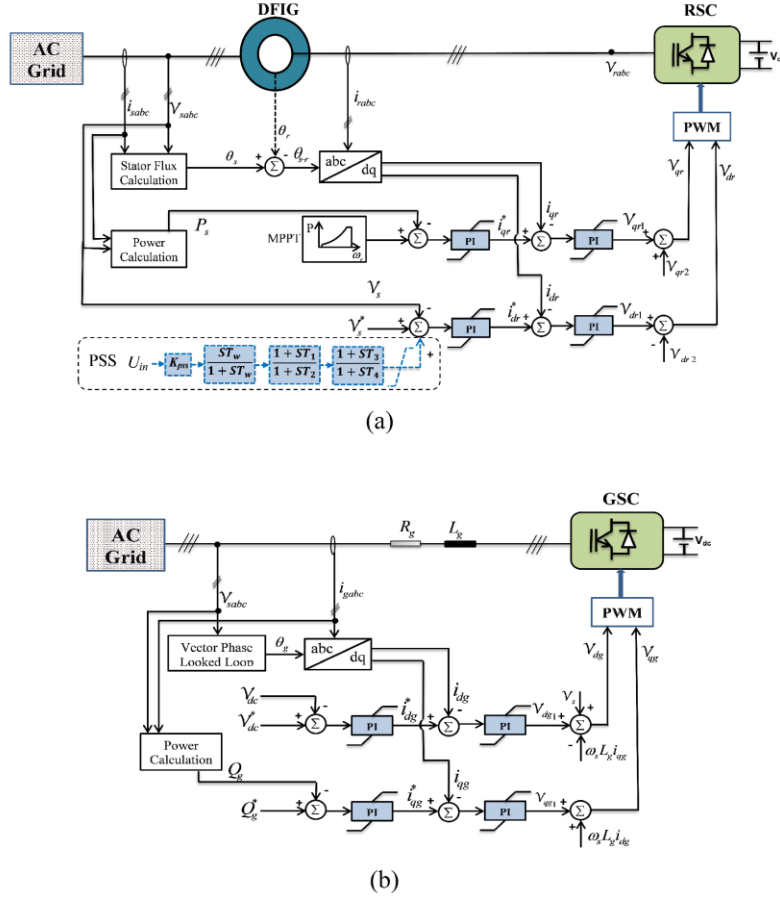 DFIG
RSC
AC
Grid
V_rabc
i_sabc
V_sabc
i_rabc
θ_r
PWM
Stator Flux
Calculation
θ_s
+
-
Σ
θ_s-r
abc
dq
V_qr
V_dr
P_s
Power
Calculation
MPPT
P
ω_r
+
-
Σ
PI
i*_qr
i_qr
+
-
Σ
PI
V_qr1
+
Σ
+
V_qr2
V_s
V*_s
+
-
Σ
+
PI
i*_dr
i_dr
+
-
Σ
PI
V_dr1
+
Σ
-
V_dr2
PSS
U_in
K_pss
ST_w
1 + ST_w
1 + ST_1
1 + ST_2
1 + ST_3
1 + ST_4
(a)
GSC
AC
Grid
R_g
L_g
V_dc
V_sabc
i_gabc
PWM
Vector Phase
Looked Loop
θ_g
abc
dq
V_dg
V_qg
V_dc
V*_dc
+
-
Σ
PI
i*_dg
i_dg
+
-
Σ
PI
V_dg1
V_s
+
+
Σ
-
ω_s L_g i_qg
Power
Calculation
Q_g
Q*_g
+
-
Σ
PI
i*_qg
i_qg
+
-
Σ
PI
V_qg1
+
Σ
+
ω_s L_g i_dg
(b)